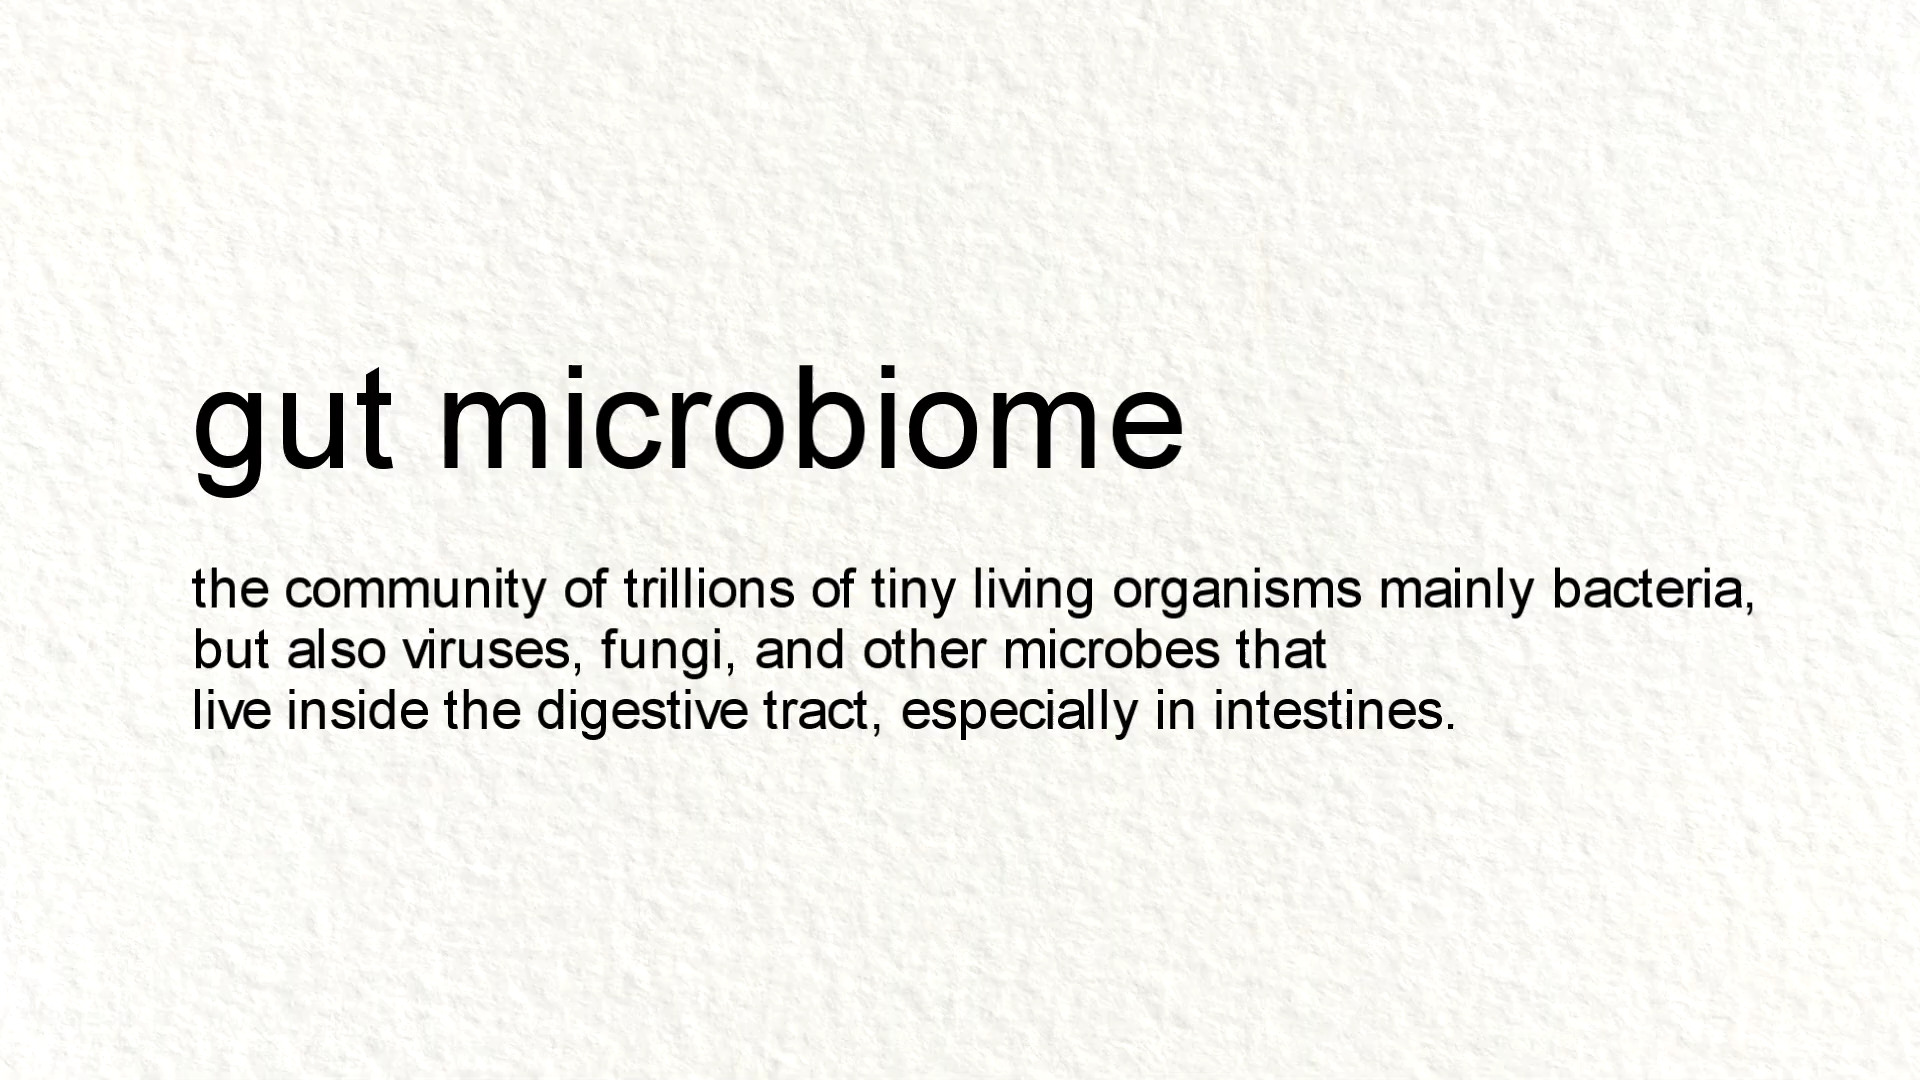 gut microbiome
the community of trillions of tiny living organisms mainly bacteria,
but also viruses, fungi, and other microbes that
live inside the digestive tract, especially in intestines.